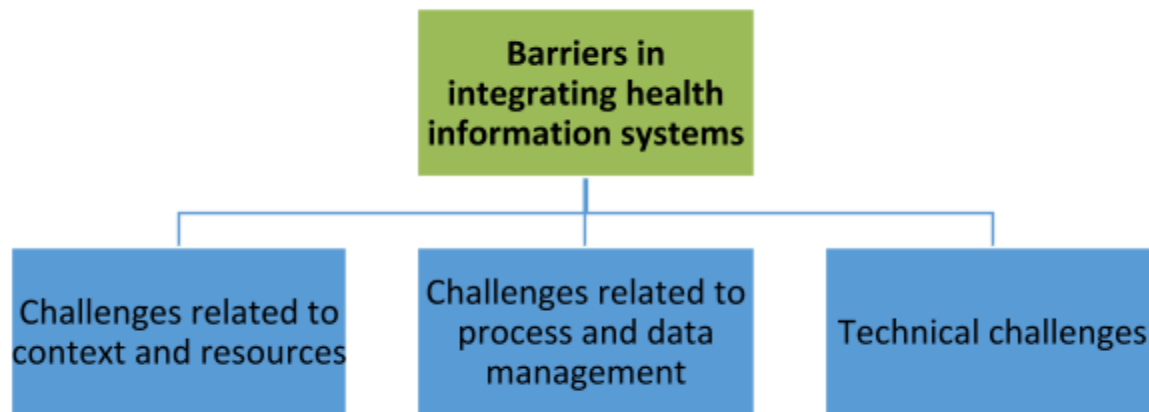 Barriers in
integrating health
information systems
Challenges related to
context and resources
Challenges related to
process and data
management
Technical challenges